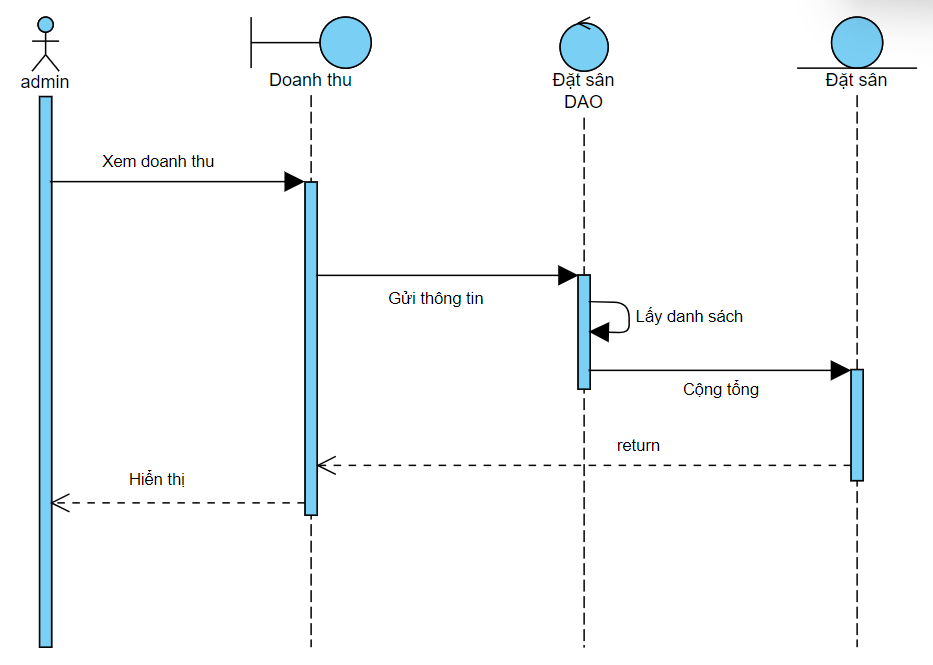 admin
Doanh thu
Đặt sân
DAO
Đặt sân
Xem doanh thu
Gửi thông tin
Lấy danh sách
Cộng tổng
return
Hiển thị